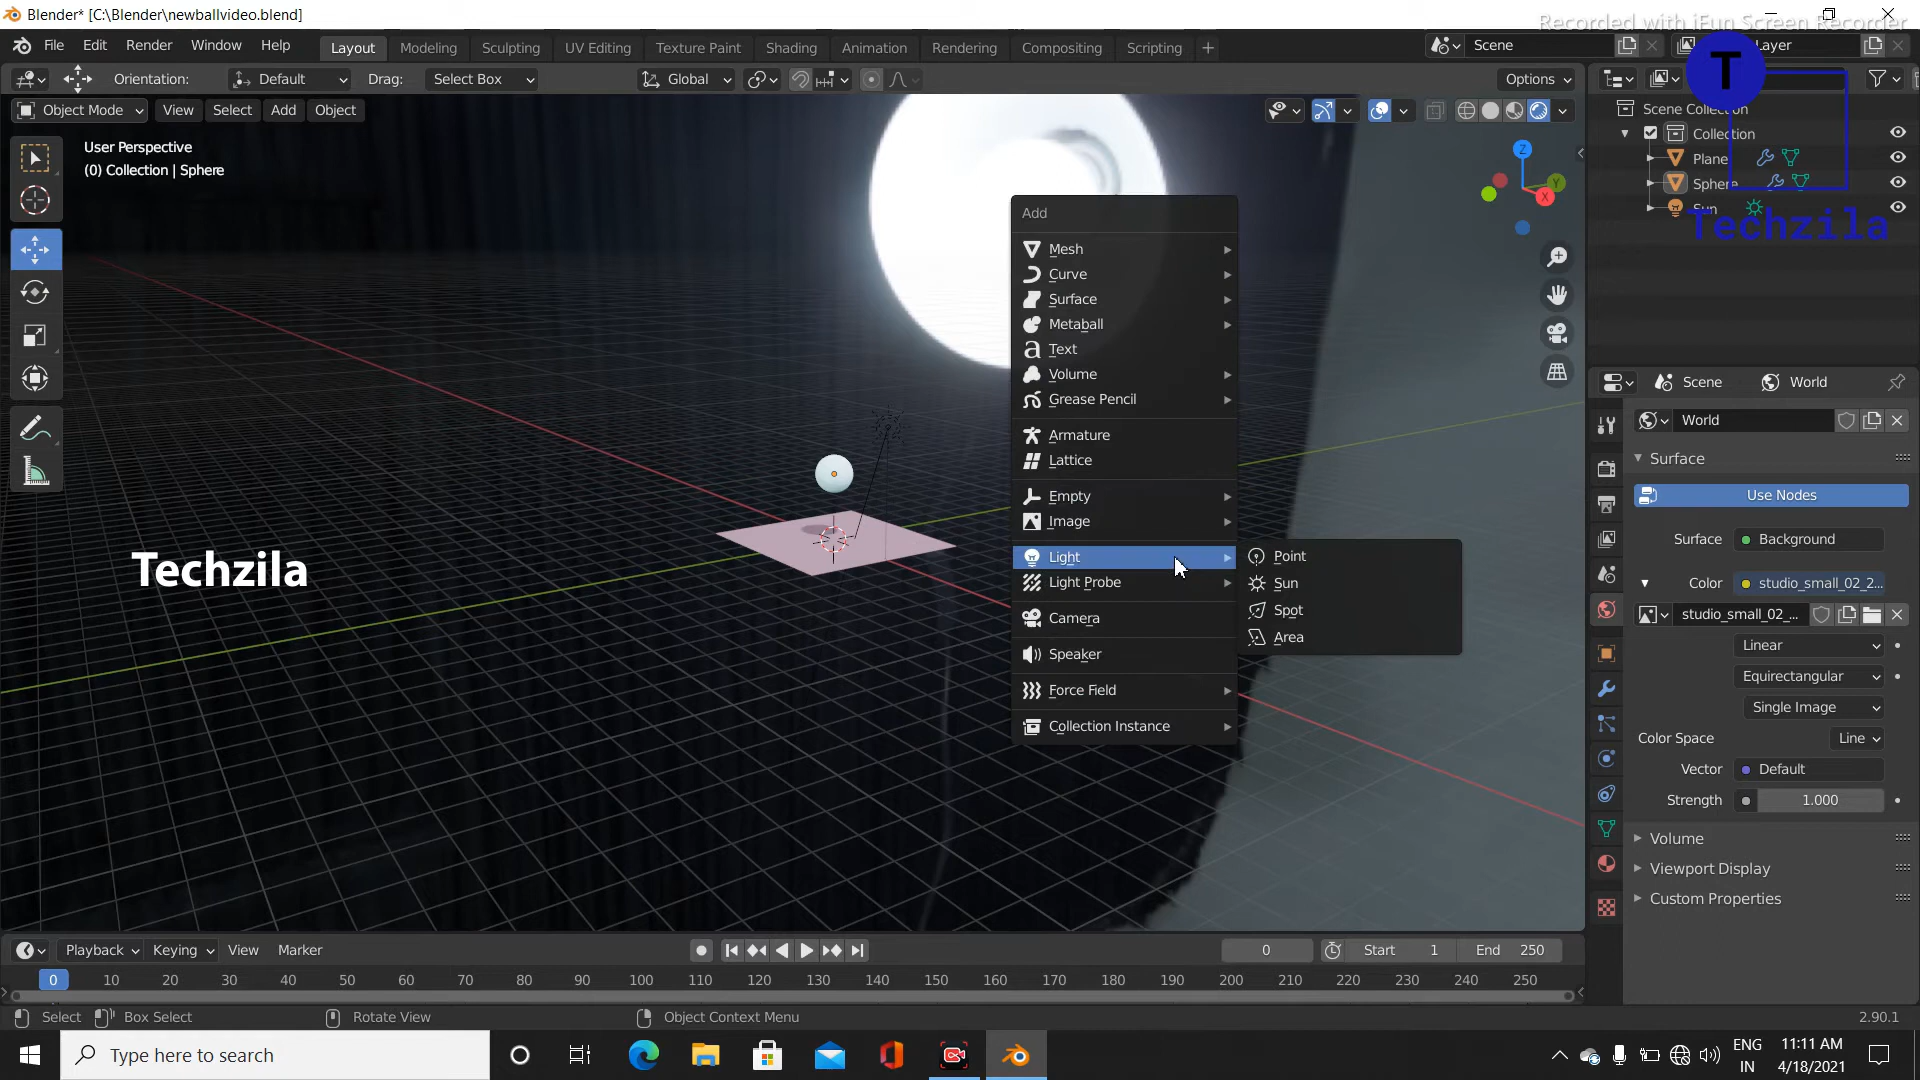 Blender* [C:\Blender\newballvideo.blend]
Recorded with iFun Screen Recorder
File Edit Render Window Help
Layout Modeling Sculpting UV Editing Texture Paint Shading Animation Rendering Compositing Scripting +
Scene
Layer
Orientation: Default Drag: Select Box
Global
Options
Object Mode View Select Add Object
User Perspective
(0) Collection | Sphere
Z
Y
X
T
Scene Collection
Collection
Plane
Sphere
Sun
Techzila
Add
Mesh
Curve
Surface
Metaball
Text
Volume
Grease Pencil
Armature
Lattice
Empty
Image
Light
Light Probe
Camera
Speaker
Force Field
Collection Instance
Point
Sun
Spot
Area
Techzila
Scene World
World
Surface
Use Nodes
Surface Background
Color studio_small_02_2...
studio_small_02_...
Linear
Equirectangular
Single Image
Color Space Line
Vector Default
Strength 1.000
Volume
Viewport Display
Custom Properties
Playback Keying View Marker
0 Start 1 End 250
0 10 20 30 40 50 60 70 80 90 100 110 120 130 140 150 160 170 180 190 200 210 220 230 240 250
Select Box Select Rotate View Object Context Menu 2.90.1
Type here to search
ENG
IN
11:11 AM
4/18/2021